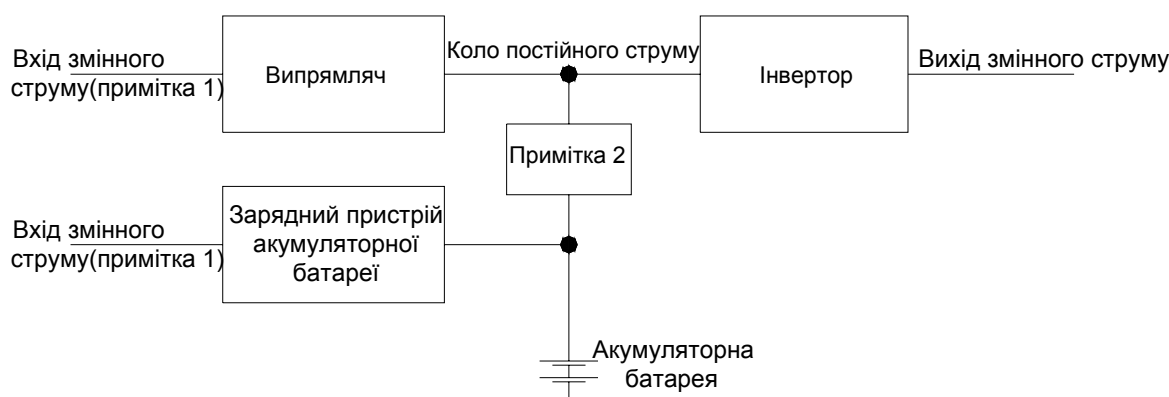 Вхід змінного
струму(примітка 1)
Випрямляч
Коло постійного струму
Інвертор
Вихід змінного струму
Примітка 2
Вхід змінного
струму(примітка 1)
Зарядний пристрій
акумуляторної
батареї
Акумуляторна
батарея